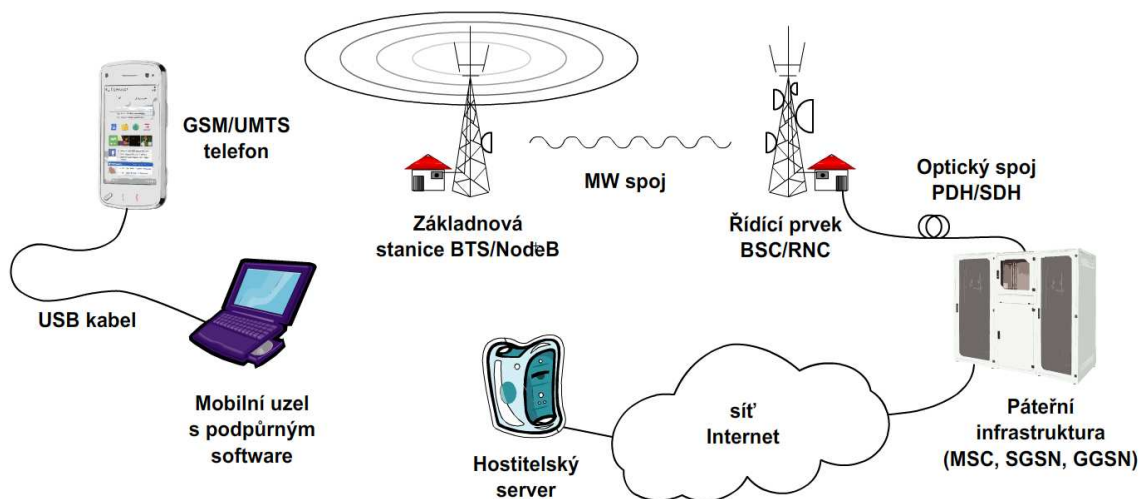 GSM/UMTS
telefon
USB kabel
Mobilní uzel
s podpůrným
software
Základnová
stanice BTS/NodeB
MW spoj
Řídící prvek
BSC/RNC
Optický spoj
PDH/SDH
Páteřní
infrastruktura
(MSC, SGSN, GGSN)
síť
Internet
Hostitelský
server